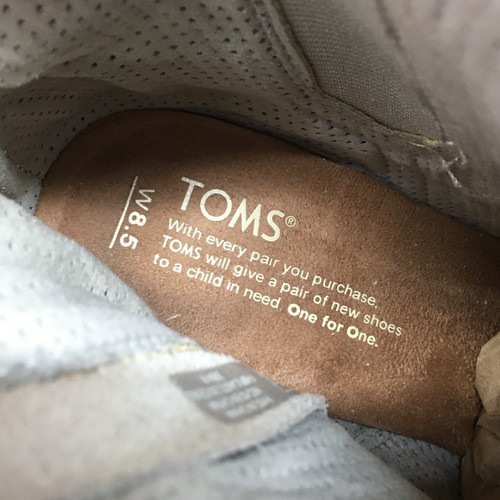 W 8.5
TOMS®
With every pair you purchase,
TOMS will give a pair of new shoes
to a child in need One for One.